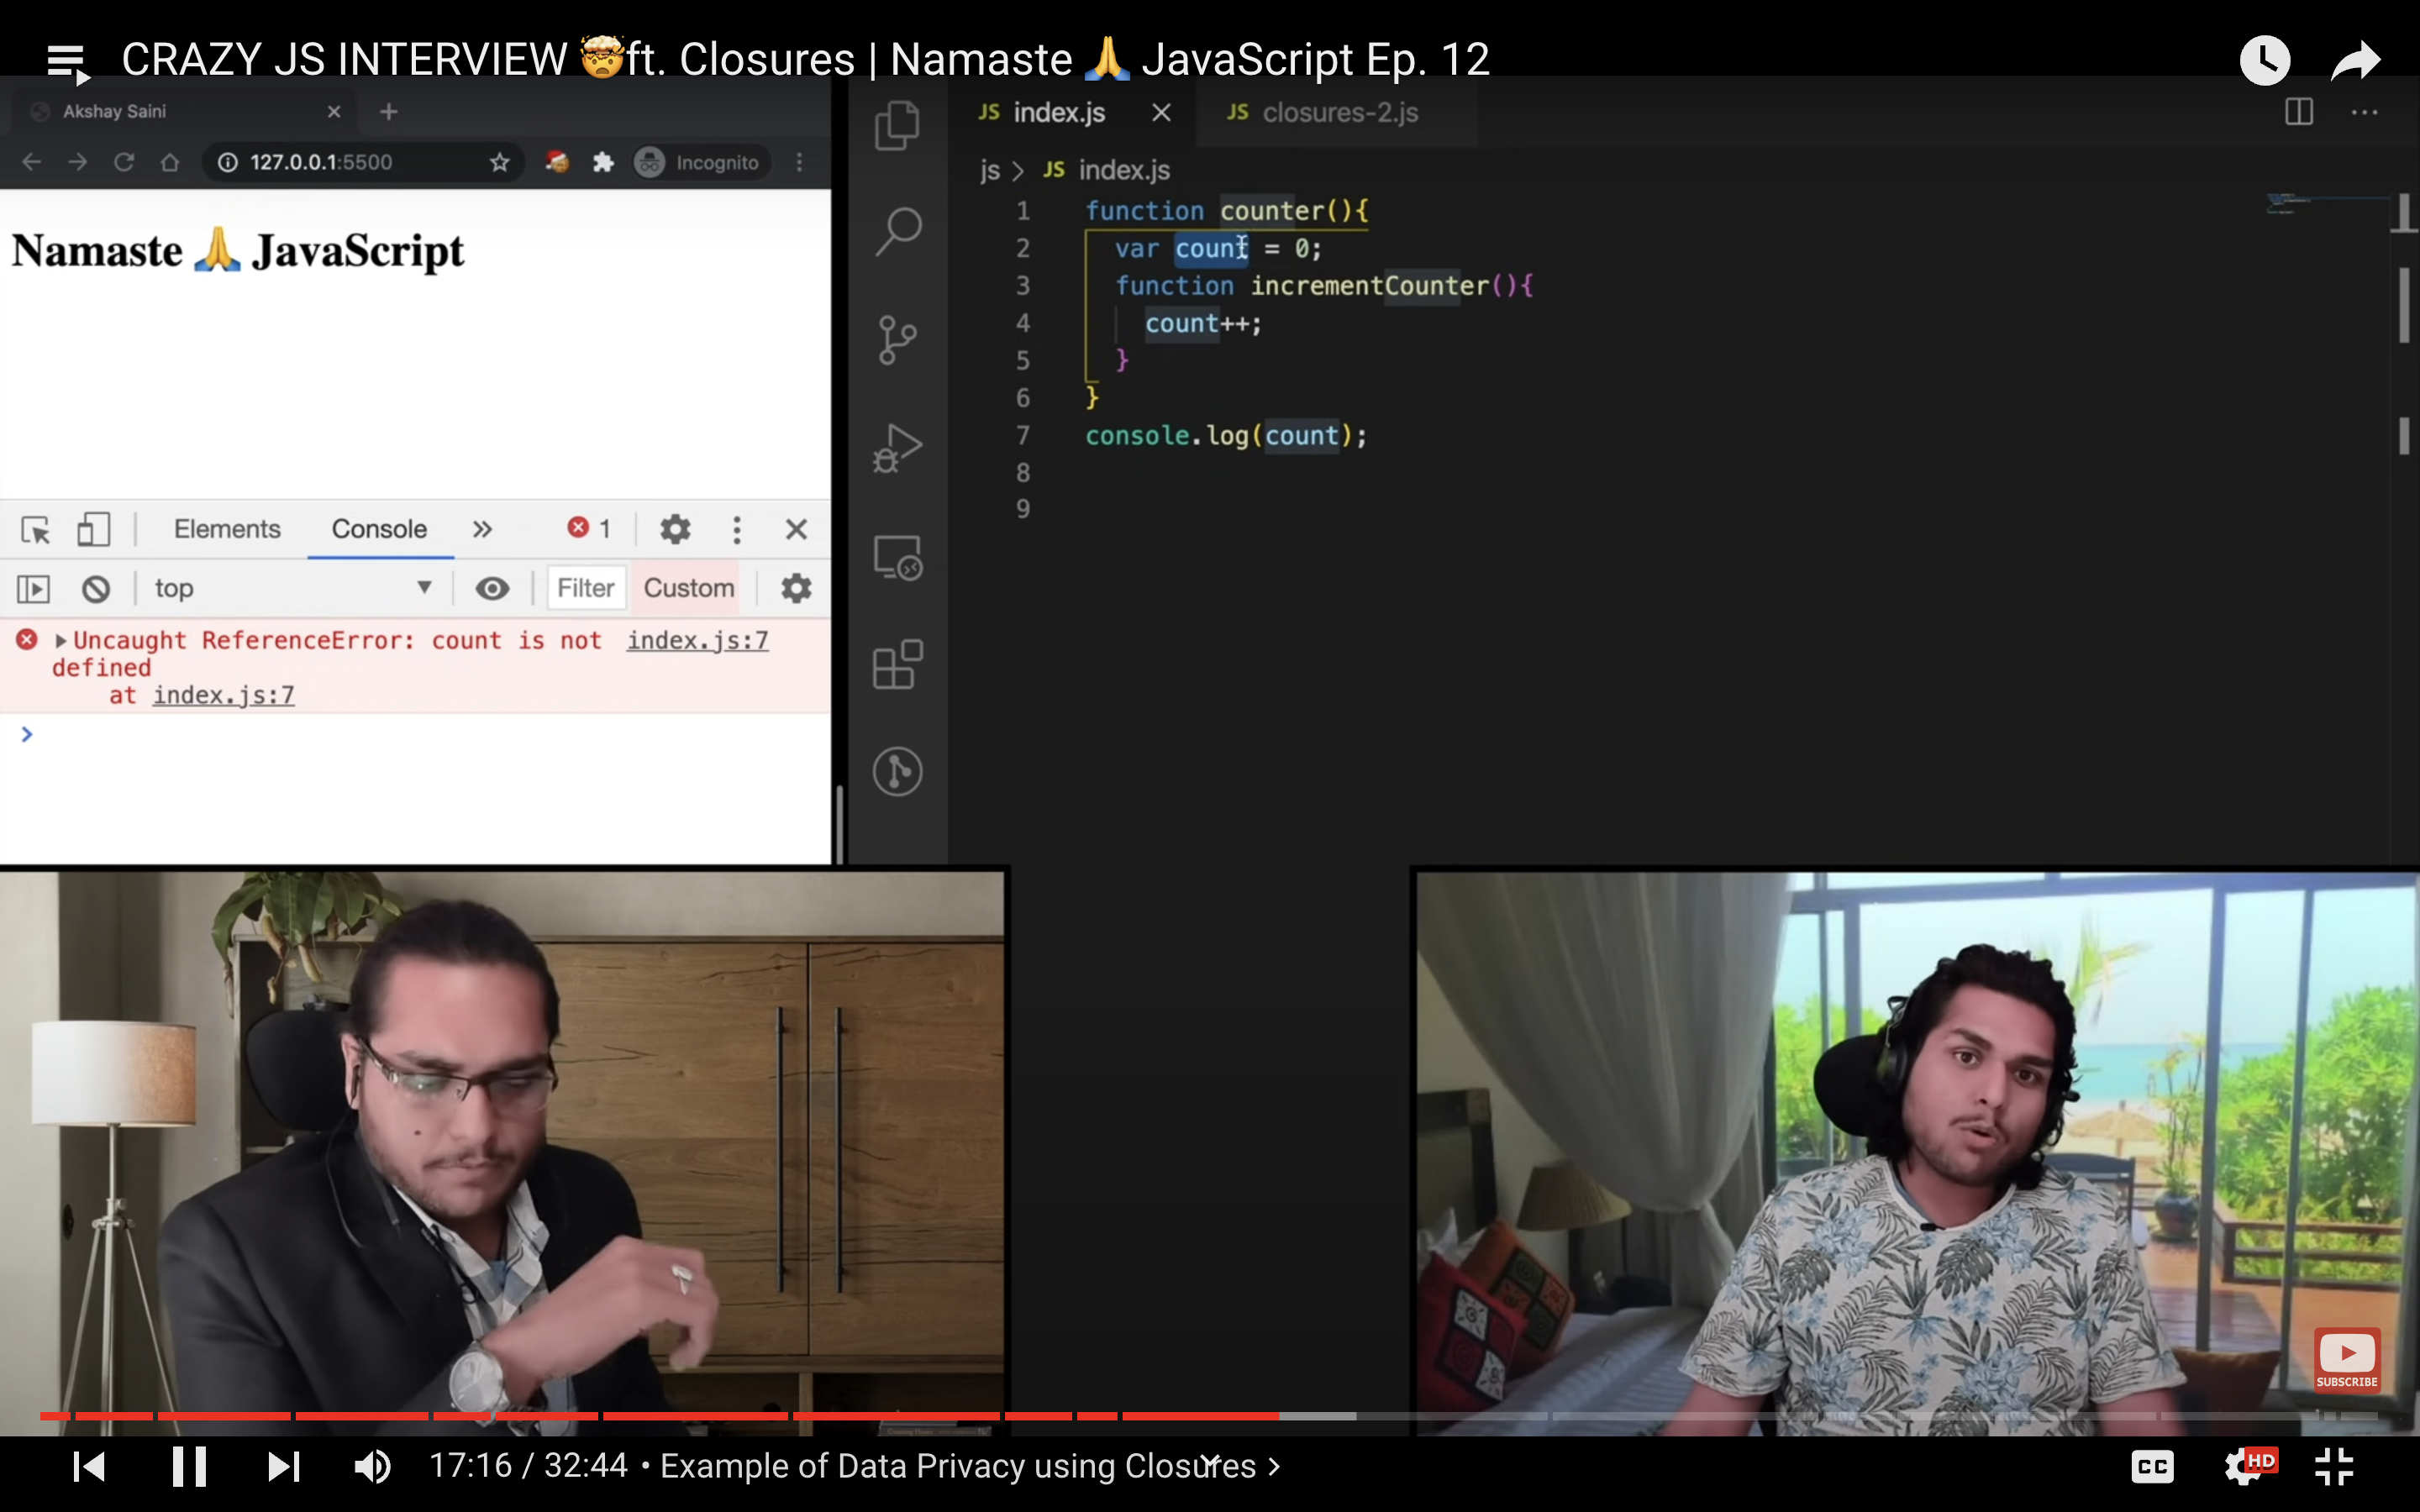 CRAZY JS INTERVIEW 🤯ft. Closures | Namaste 🙏 JavaScript Ep. 12
Akshay Saini
127.0.0.1:5500
Incognito
Namaste 🙏 JavaScript
Elements
Console
1
top
Filter
Custom
Uncaught ReferenceError: count is not index.js:7
defined
at index.js:7
JS index.js
JS closures-2.js
js > JS index.js
1 function counter(){
2 var count = 0;
3 function incrementCounter(){
4 count++;
5 }
6 }
7 console.log(count);
8
9
SUBSCRIBE
17:16 / 32:44 • Example of Data Privacy using Closures >
CC
HD